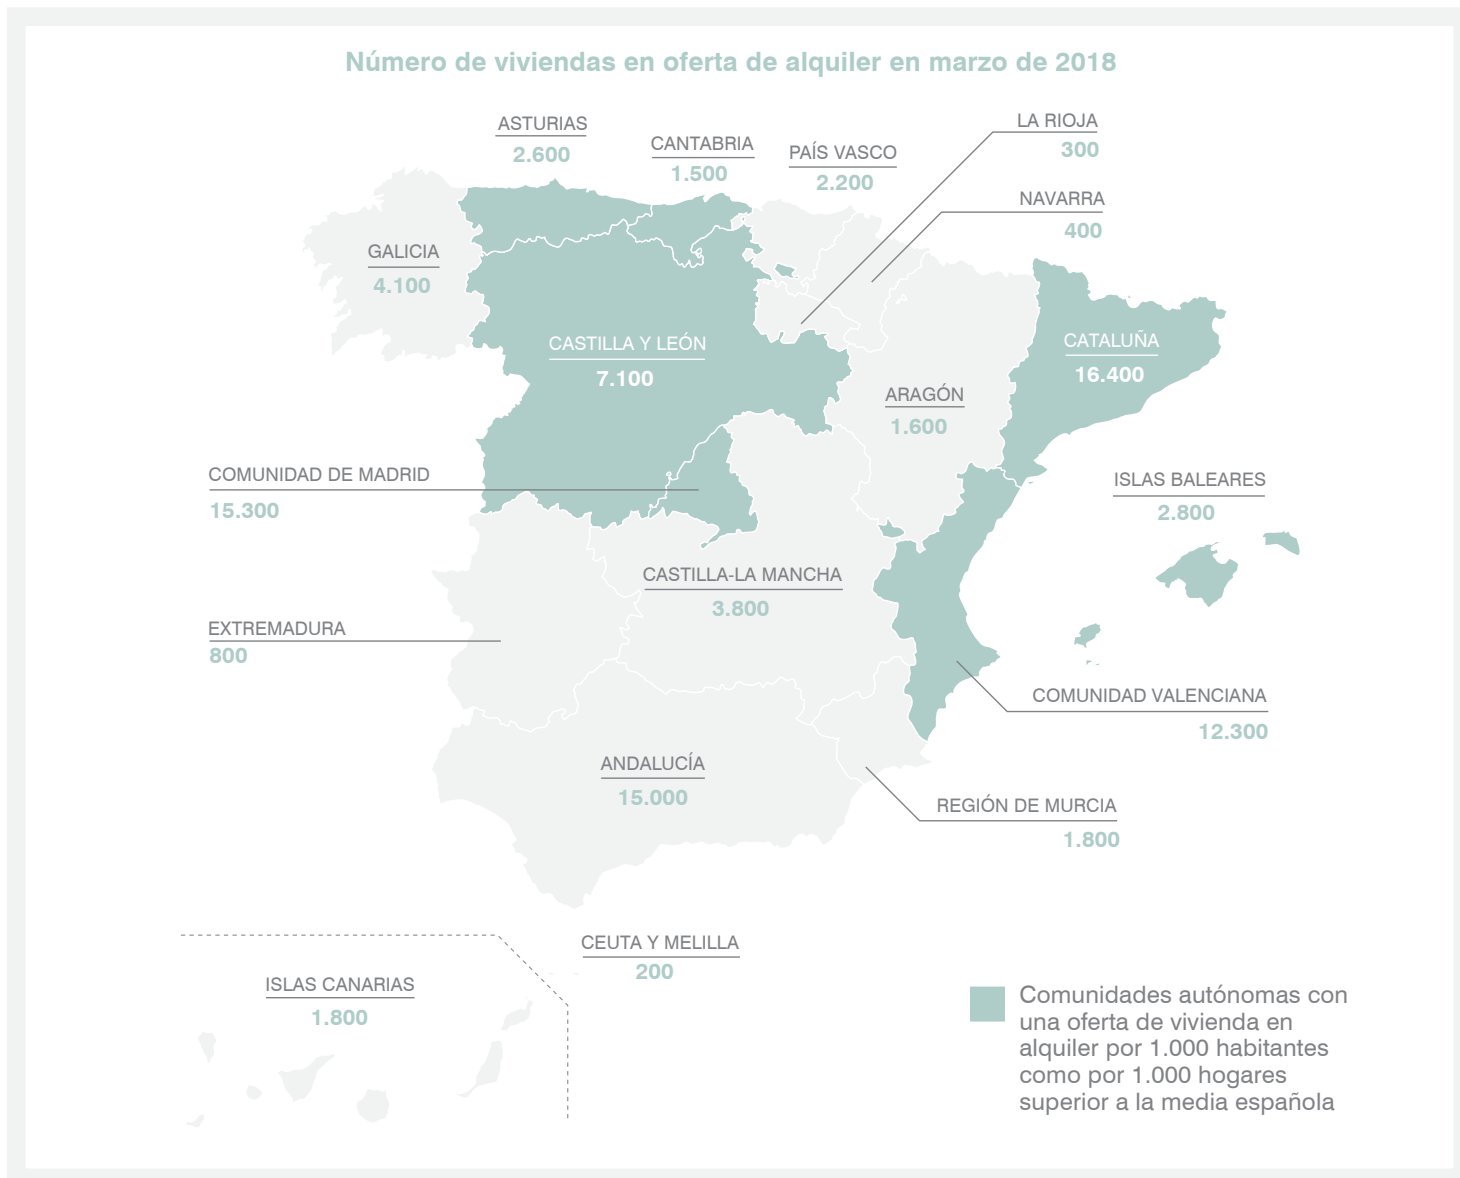 Número de viviendas en oferta de alquiler en marzo de 2018
ASTURIAS
2.600
CANTABRIA
1.500
PAÍS VASCO
2.200
LA RIOJA
300
NAVARRA
400
GALICIA
4.100
CASTILLA Y LEÓN
7.100
CATALUÑA
16.400
ARAGÓN
1.600
COMUNIDAD DE MADRID
15.300
ISLAS BALEARES
2.800
CASTILLA-LA MANCHA
3.800
EXTREMADURA
800
COMUNIDAD VALENCIANA
12.300
ANDALUCÍA
15.000
REGIÓN DE MURCIA
1.800
CEUTA Y MELILLA
200
ISLAS CANARIAS
1.800
Comunidades autónomas con
una oferta de vivienda en
alquiler por 1.000 habitantes
como por 1.000 hogares
superior a la media española